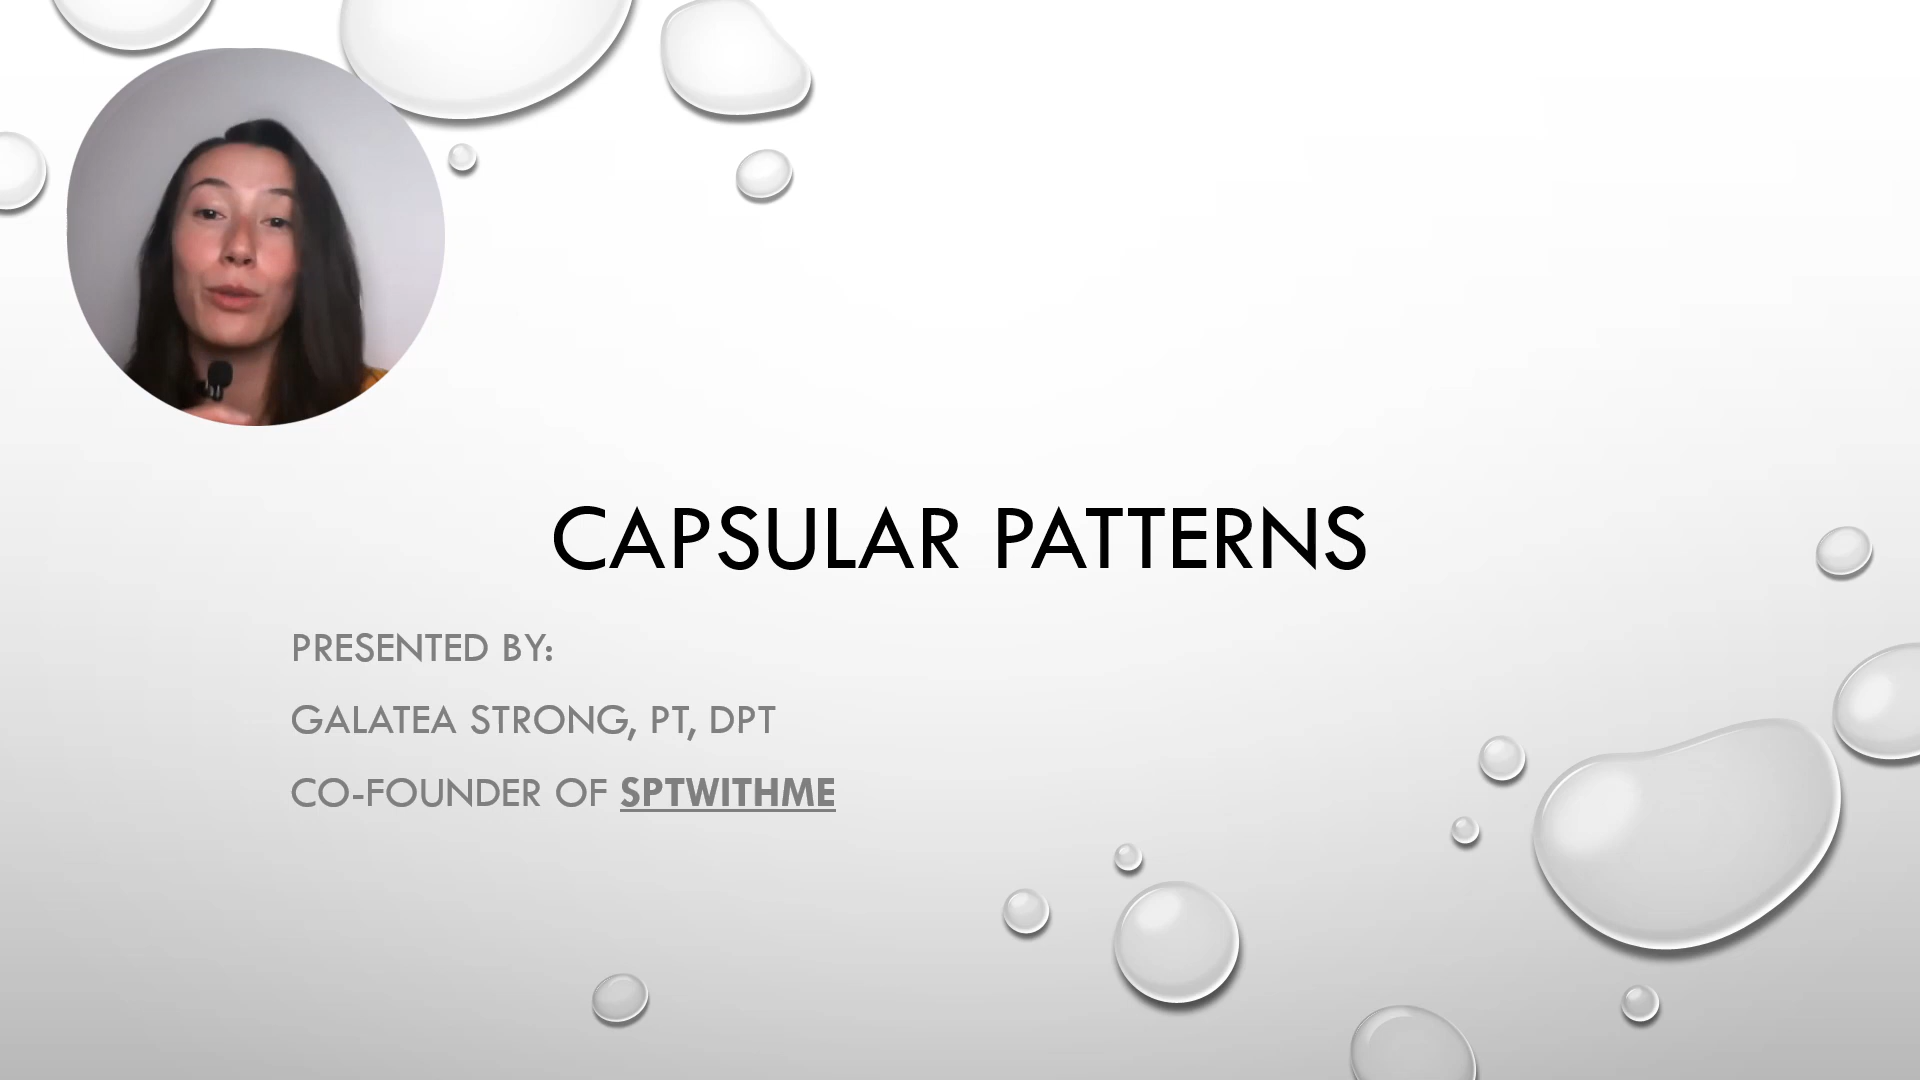 CAPSULAR PATTERNS
PRESENTED BY:
GALATEA STRONG, PT, DPT
CO-FOUNDER OF SPTWITHME